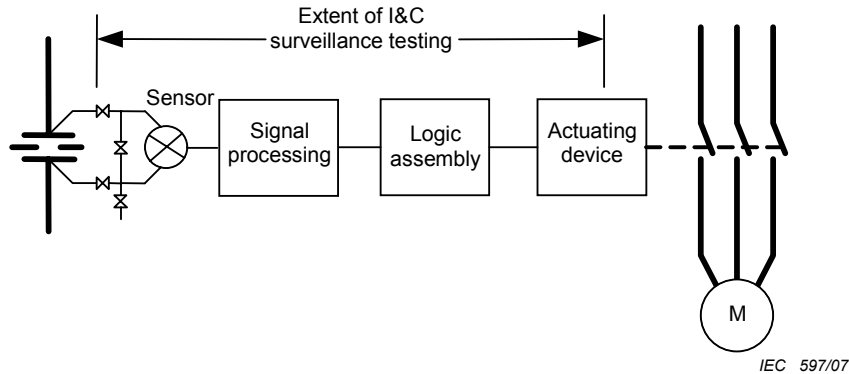 Extent of I&C
surveillance testing
Sensor
Signal
processing
Logic
assembly
Actuating
device
M
IEC 597/07